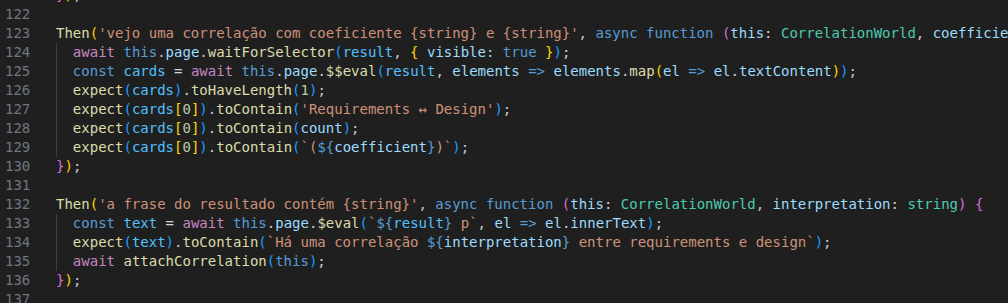 122
123 Then('vejo uma correlação com coeficiente {string} e {string}', async function (this: CorrelationWorld, coeficie
124 await this.page.waitForSelector(result, { visible: true });
125 const cards = await this.page.$$eval(result, elements => elements.map(el => el.textContent));
126 expect(cards).toHaveLength(1);
127 expect(cards[0]).toContain('Requirements ↔ Design');
128 expect(cards[0]).toContain(count);
129 expect(cards[0]).toContain(`(${coefficient})`);
130 });
131
132 Then('a frase do resultado contém {string}', async function (this: CorrelationWorld, interpretation: string) {
133 const text = await this.page.$eval(`${result} p`, el => el.innerText);
134 expect(text).toContain(`Há uma correlação ${interpretation} entre requirements e design`);
135 await attachCorrelation(this);
136 });
137